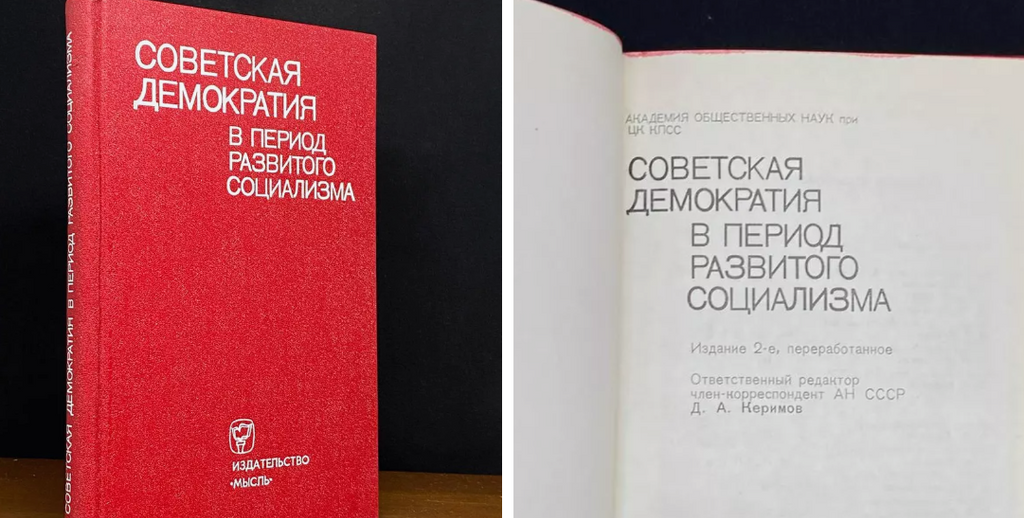 СОВЕТСКАЯ ДЕМОКРАТИЯ В ПЕРИОД РАЗВИТОГО СОЦИАЛИЗМА
СОВЕТСКАЯ
ДЕМОКРАТИЯ
В ПЕРИОД
РАЗВИТОГО
СОЦИАЛИЗМА
ИЗДАТЕЛЬСТВО
«МЫСЛЬ»
АКАДЕМИЯ ОБЩЕСТВЕННЫХ НАУК при
ЦК КПСС
СОВЕТСКАЯ
ДЕМОКРАТИЯ
В ПЕРИОД
РАЗВИТОГО
СОЦИАЛИЗМА
Издание 2-е, переработанное
Ответственный редактор
член-корреспондент АН СССР
Д. А. Керимов